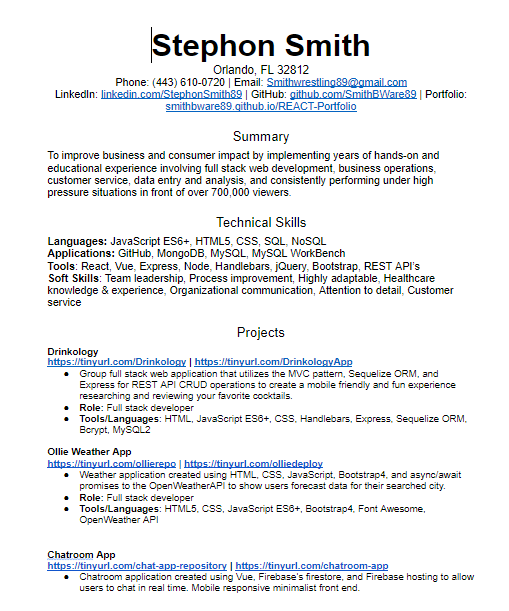 Stephon Smith
Orlando, FL 32812
Phone: (443) 610-0720 | Email: Smithwrestling89@gmail.com
LinkedIn: linkedin.com/StephonSmith89 | GitHub: github.com/SmithBWare89 | Portfolio:
smithbware89.github.io/REACT-Portfolio
Summary
To improve business and consumer impact by implementing years of hands-on and
educational experience involving full stack web development, business operations,
customer service, data entry and analysis, and consistently performing under high
pressure situations in front of over 700,000 viewers.
Technical Skills
Languages: JavaScript ES6+, HTML5, CSS, SQL, NoSQL
Applications: GitHub, MongoDB, MySQL, MySQL WorkBench
Tools: React, Vue, Express, Node, Handlebars, jQuery, Bootstrap, REST API's
Soft Skills: Team leadership, Process improvement, Highly adaptable, Healthcare
knowledge & experience, Organizational communication, Attention to detail, Customer
service
Projects
Drinkology
https://tinyurl.com/Drinkology | https://tinyurl.com/DrinkologyApp
● Group full stack web application that utilizes the MVC pattern, Sequelize ORM, and
Express for REST API CRUD operations to create a mobile friendly and fun experience
researching and reviewing your favorite cocktails.
● Role: Full stack developer
● Tools/Languages: HTML, JavaScript ES6+, CSS, Handlebars, Express, Sequelize ORM,
Bcrypt, MySQL2
Ollie Weather App
https://tinyurl.com/ollierepo | https://tinyurl.com/olliedeploy
● Weather application created using HTML, CSS, JavaScript, Bootstrap4, and async/await
promises to the OpenWeatherAPI to show users forecast data for their searched city.
● Role: Full stack developer
● Tools/Languages: HTML5, CSS, JavaScript ES6+, Bootstrap4, Font Awesome,
OpenWeather API
Chatroom App
https://tinyurl.com/chat-app-repository | https://tinyurl.com/chatroom-app
● Chatroom application created using Vue, Firebase's firestore, and Firebase hosting to allow
users to chat in real time. Mobile responsive minimalist front end.